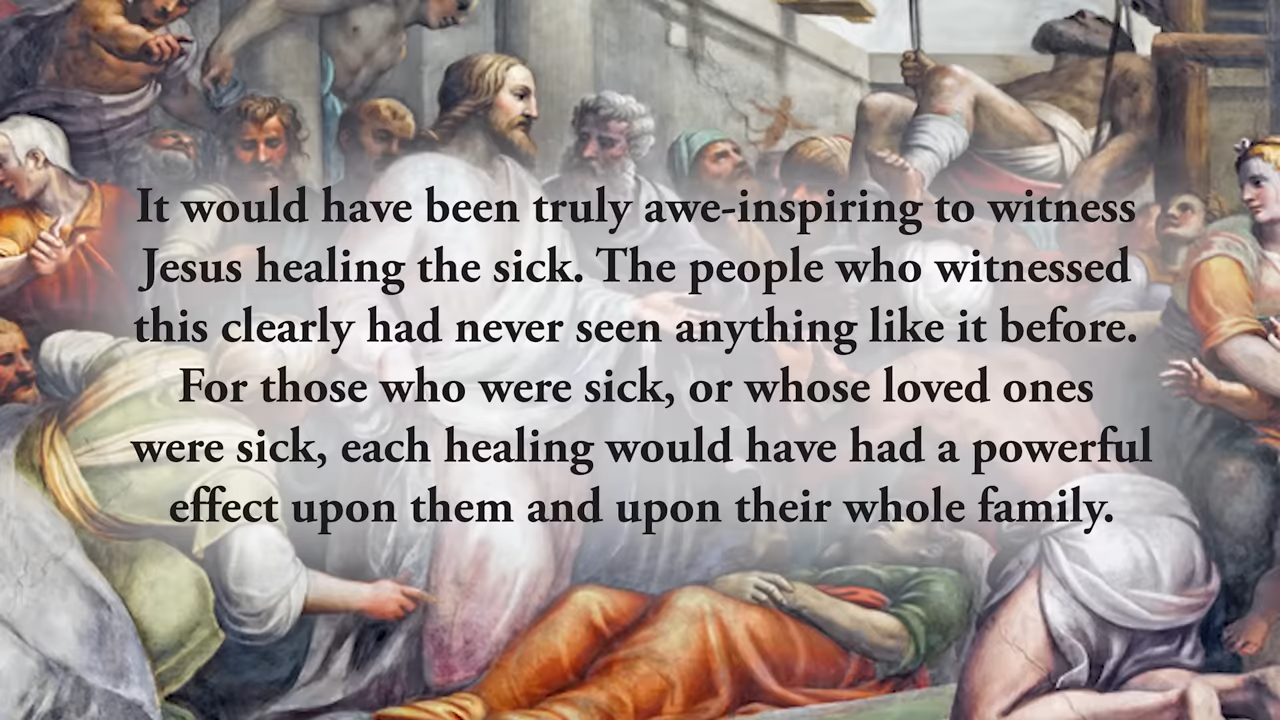 It would have been truly awe-inspiring to witness
Jesus healing the sick. The people who witnessed
this clearly had never seen anything like it before.
For those who were sick, or whose loved ones
were sick, each healing would have had a powerful
effect upon them and upon their whole family.